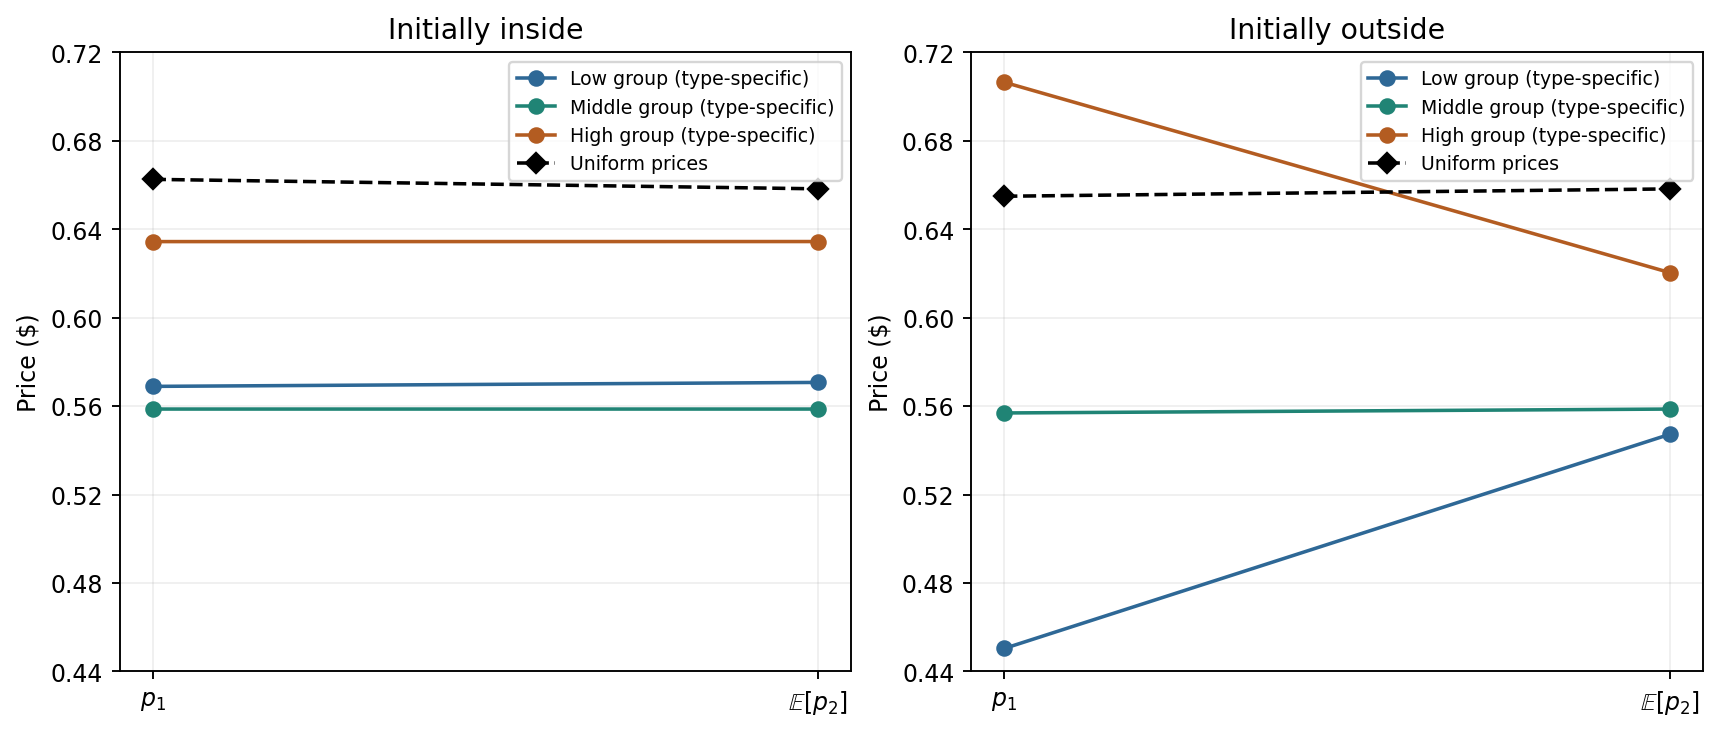 Initially inside
Price ($)
0.72
0.68
0.64
0.60
0.56
0.52
0.48
0.44
Low group (type-specific)
Middle group (type-specific)
High group (type-specific)
Uniform prices
p₁
𝔼[p₂]
Initially outside
Price ($)
0.72
0.68
0.64
0.60
0.56
0.52
0.48
0.44
Low group (type-specific)
Middle group (type-specific)
High group (type-specific)
Uniform prices
p₁
𝔼[p₂]